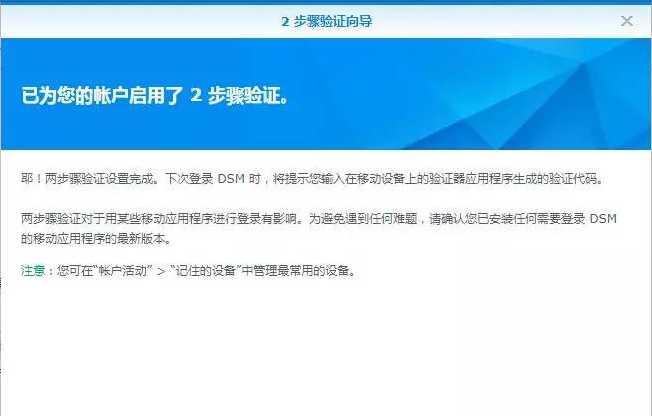 2 步骤验证向导
已为您的帐户启用了 2 步骤验证。
耶！两步骤验证设置完成。下次登录 DSM 时，将提示您输入在移动设备上的验证器应用程序生成的验证代码。
两步骤验证对于用某些移动应用程序进行登录有影响。为避免遇到任何难题，请确认您已安装任何需要登录 DSM
的移动应用程序的最新版本。
注意：您可在“帐户活动” > “记住的设备”中管理最常用的设备。